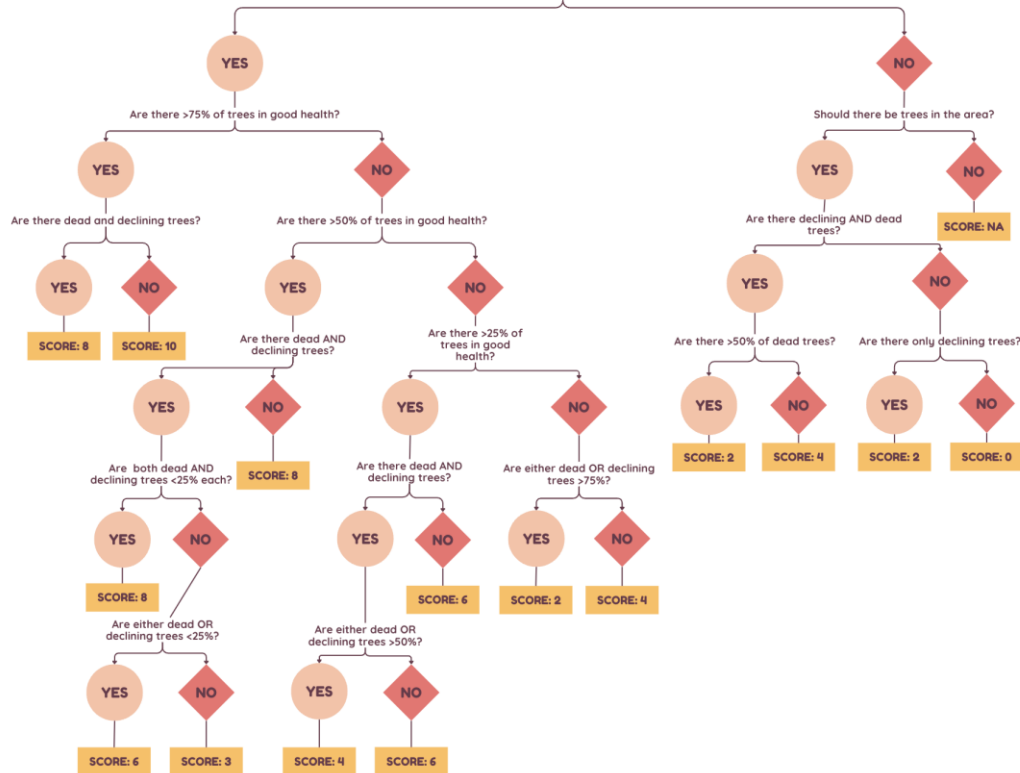 YES
NO
Are there >75% of trees in good health?
Should there be trees in the area?
YES
NO
YES
NO
Are there dead and declining trees?
Are there >50% of trees in good health?
Are there declining AND dead
trees?
SCORE: NA
YES
NO
YES
NO
YES
NO
SCORE: 8
SCORE: 10
Are there dead AND
declining trees?
Are there >25% of
trees in good
health?
Are there >50% of dead trees?
Are there only declining trees?
YES
NO
YES
NO
YES
NO
YES
NO
SCORE: 2
SCORE: 4
SCORE: 2
SCORE: 0
Are both dead AND
declining trees <25% each?
SCORE: 8
Are there dead AND
declining trees?
Are either dead OR declining
trees >75%?
YES
NO
YES
NO
YES
NO
SCORE: 8
SCORE: 6
SCORE: 2
SCORE: 4
Are either dead OR
declining trees <25%?
Are either dead OR
declining trees >50%?
YES
NO
YES
NO
SCORE: 6
SCORE: 3
SCORE: 4
SCORE: 6